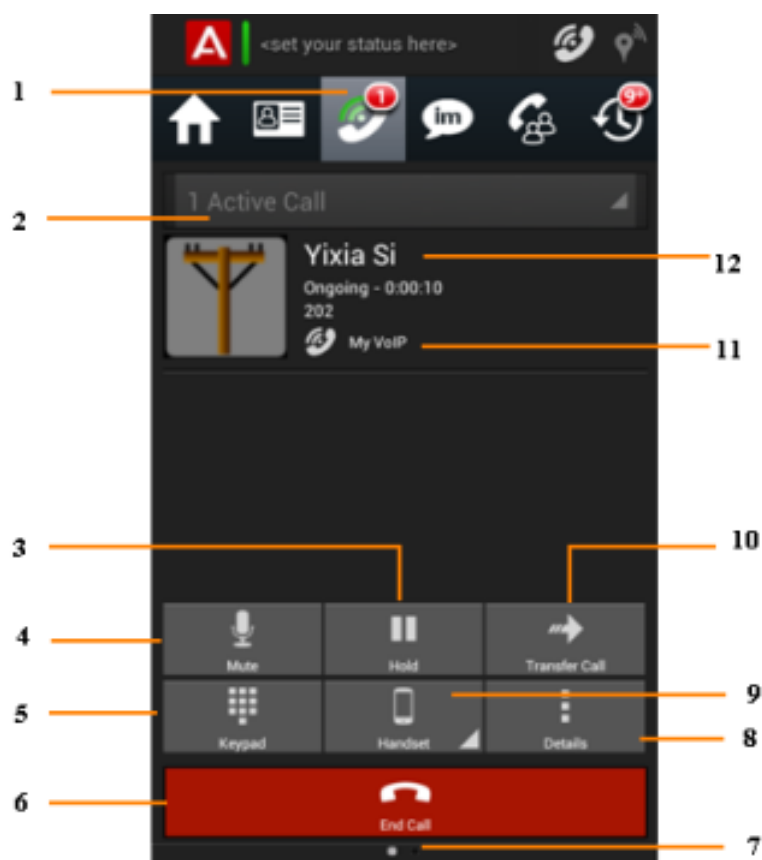 A <set your status here>
1
1 9+
im
1 Active Call
2
Yixia Si
12
Ongoing - 0:00:10
202
My VoIP
11
3
10
4
Mute Hold Transfer Call
9
5
Keypad Handset Details
8
6
End Call
7